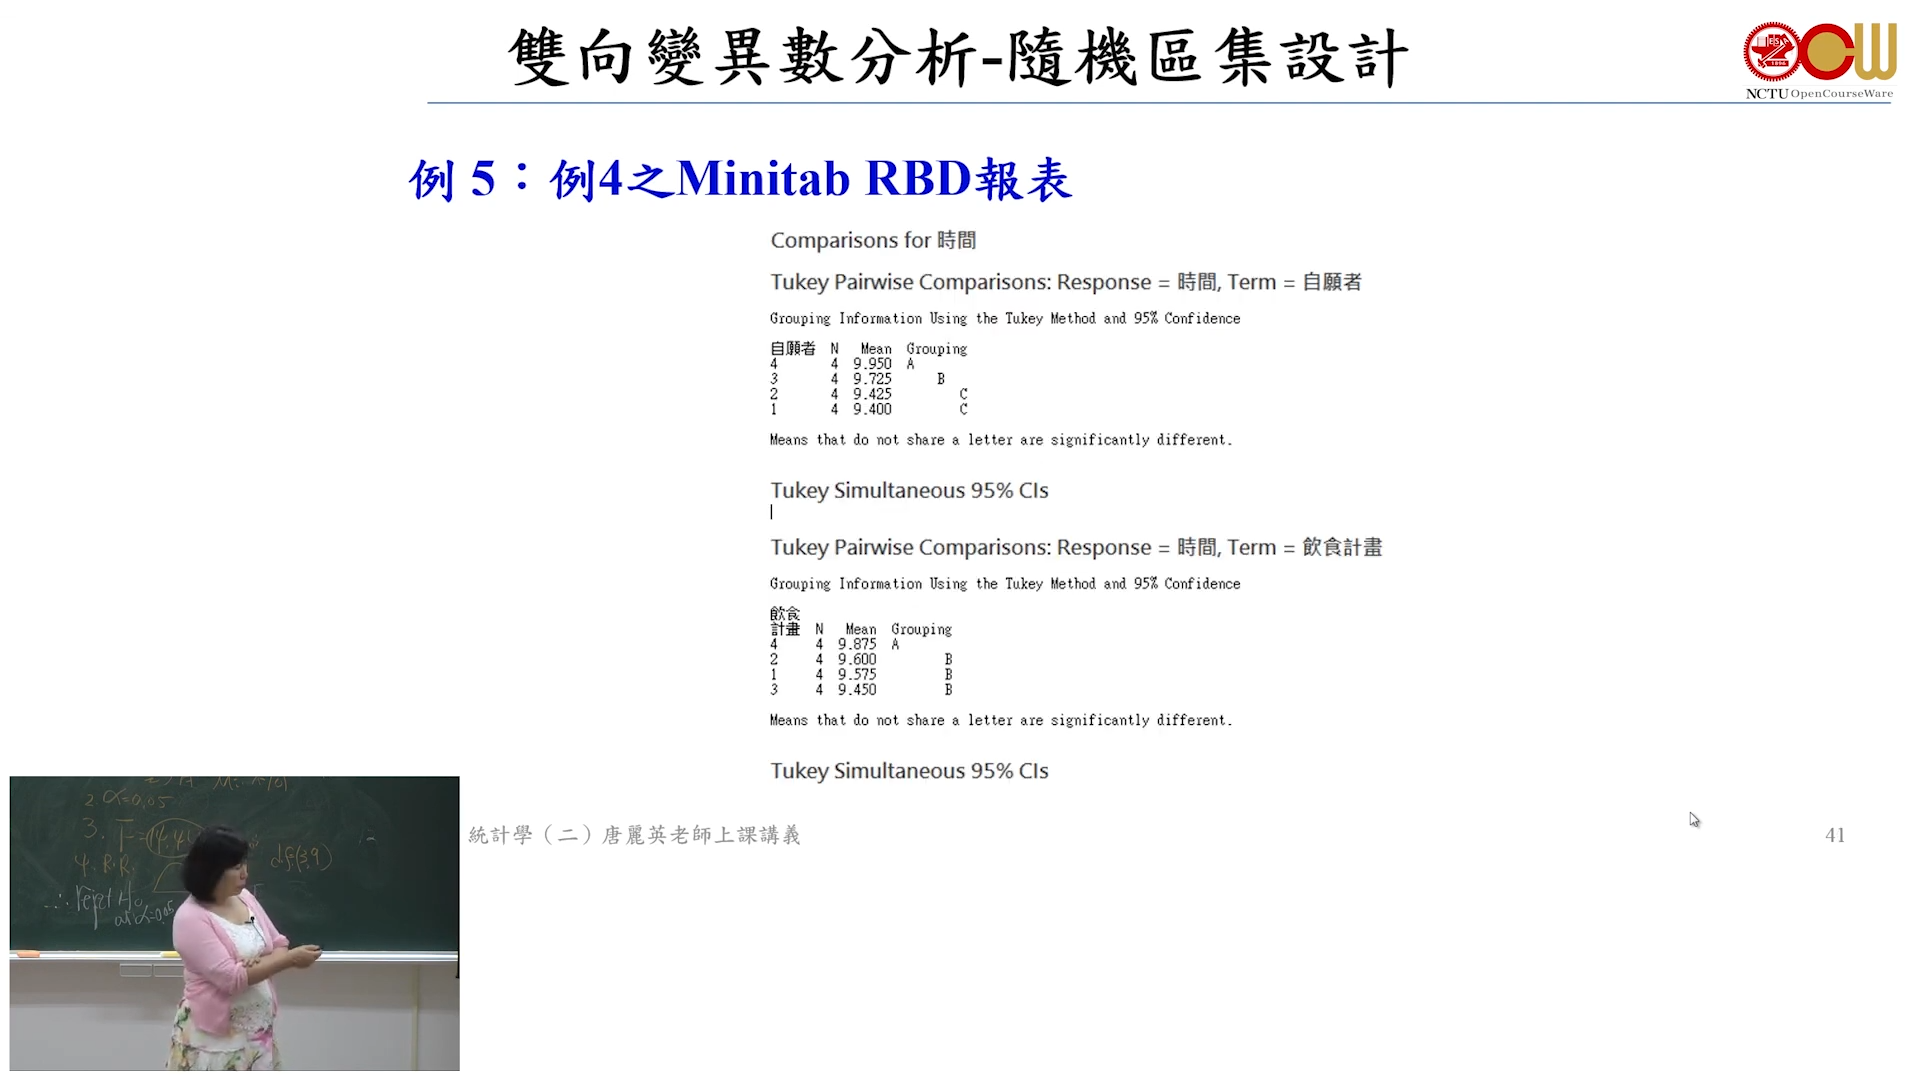 雙向變異數分析-隨機區集設計
NCTU OpenCourseWare
例 5：例4之Minitab RBD報表
Comparisons for 時間
Tukey Pairwise Comparisons: Response = 時間, Term = 自願者
Grouping Information Using the Tukey Method and 95% Confidence
自願者 N Mean Grouping
4 4 9.950 A
3 4 9.725 B
2 4 9.425 C
1 4 9.400 C
Means that do not share a letter are significantly different.
Tukey Simultaneous 95% CIs
Tukey Pairwise Comparisons: Response = 時間, Term = 飲食計畫
Grouping Information Using the Tukey Method and 95% Confidence
飲食
計畫 N Mean Grouping
4 4 9.875 A
2 4 9.600 B
1 4 9.575 B
3 4 9.450 B
Means that do not share a letter are significantly different.
Tukey Simultaneous 95% CIs
2 α=0.05
3. F=14.4
4. R.R.
df(3,9)
∴ reject H₀
at α=0.05
統計學（二）唐麗英老師上課講義
41